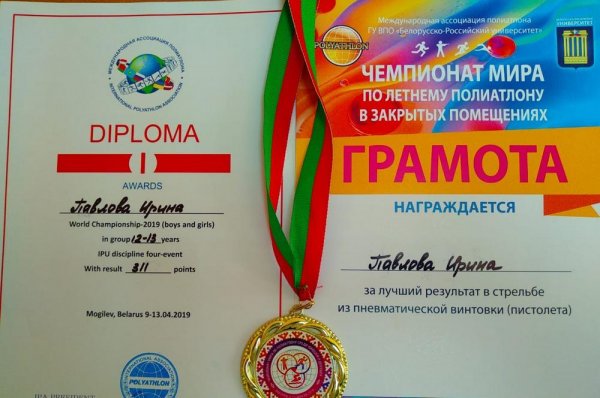 МЕЖДУНАРОДНАЯ АССОЦИАЦИЯ ПОЛИАТЛОНА
INTERNATIONAL POLYATHLON ASSOCIATION
DIPLOMA
I
AWARDS
Павлова Ирина
World Championship-2019 (boys and girls)
in group 12-13 years
IPU discipline four-event
With result 311 points
Mogilev, Belarus 9-13.04.2019
POLYATHLON
IPA PRESIDENT
Международная ассоциация полиатлона
ГУ ВПО «Белорусско-Российский университет»
POLYATHLON
УНИВЕРСИТЕТ
ЧЕМПИОНАТ МИРА
ПО ЛЕТНЕМУ ПОЛИАТЛОНУ
В ЗАКРЫТЫХ ПОМЕЩЕНИЯХ
ГРАМОТА
НАГРАЖДАЕТСЯ
Павлова Ирина
за лучший результат в стрельбе
из пневматической винтовки (пистолета)